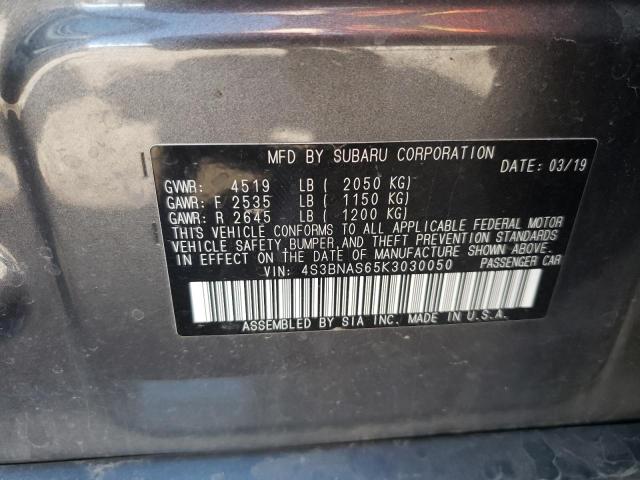 MFD BY SUBARU CORPORATION
DATE: 03/19
GVWR: 4519 LB ( 2050 KG)
GAWR: F 2535 LB ( 1150 KG)
GAWR: R 2645 LB ( 1200 KG)
THIS VEHICLE CONFORMS TO ALL APPLICABLE FEDERAL MOTOR
VEHICLE SAFETY, BUMPER, AND THEFT PREVENTION STANDARDS
IN EFFECT ON THE DATE OF MANUFACTURE SHOWN ABOVE.
VIN: 4S3BNAS65K3030050 PASSENGER CAR
ASSEMBLED BY SIA INC. MADE IN U.S.A.